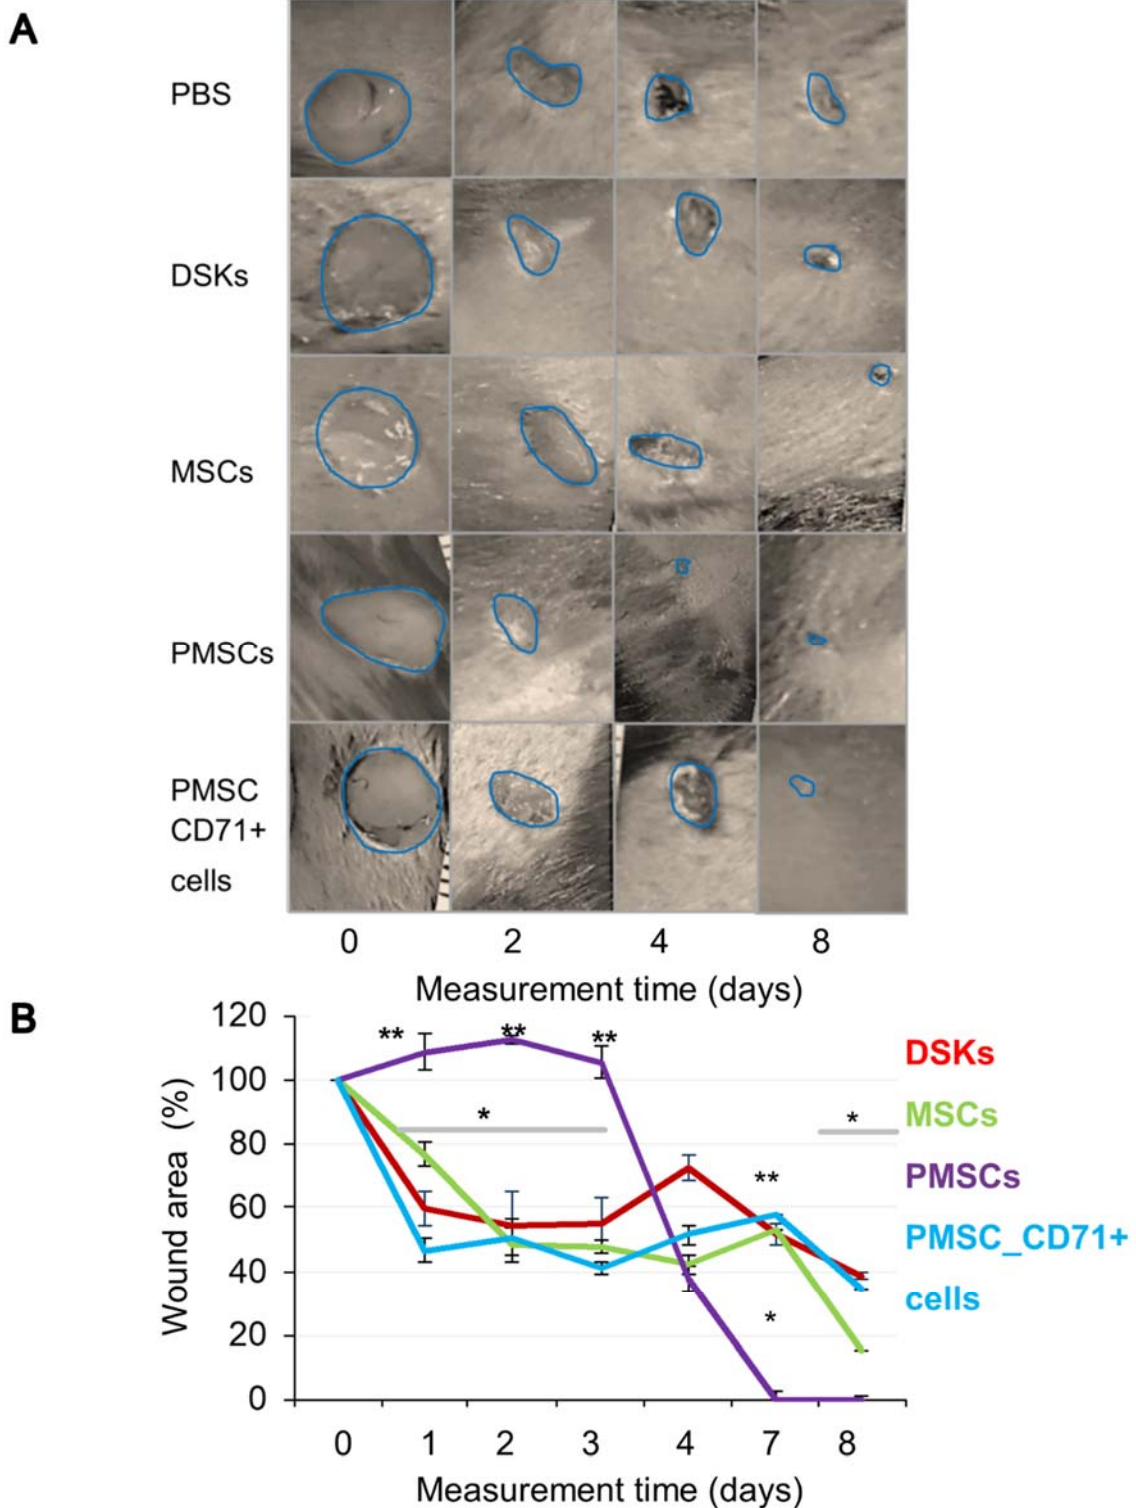 A
PBS
DSKs
MSCs
PMSCs
PMSC
CD71+
cells
0 2 4 8
Measurement time (days)
B
Wound area (%)
120
100
80
60
40
20
0
** ** **
*
*
**
*
DSKs
MSCs
PMSCs
PMSC_CD71+
cells
0 1 2 3 4 7 8
Measurement time (days)